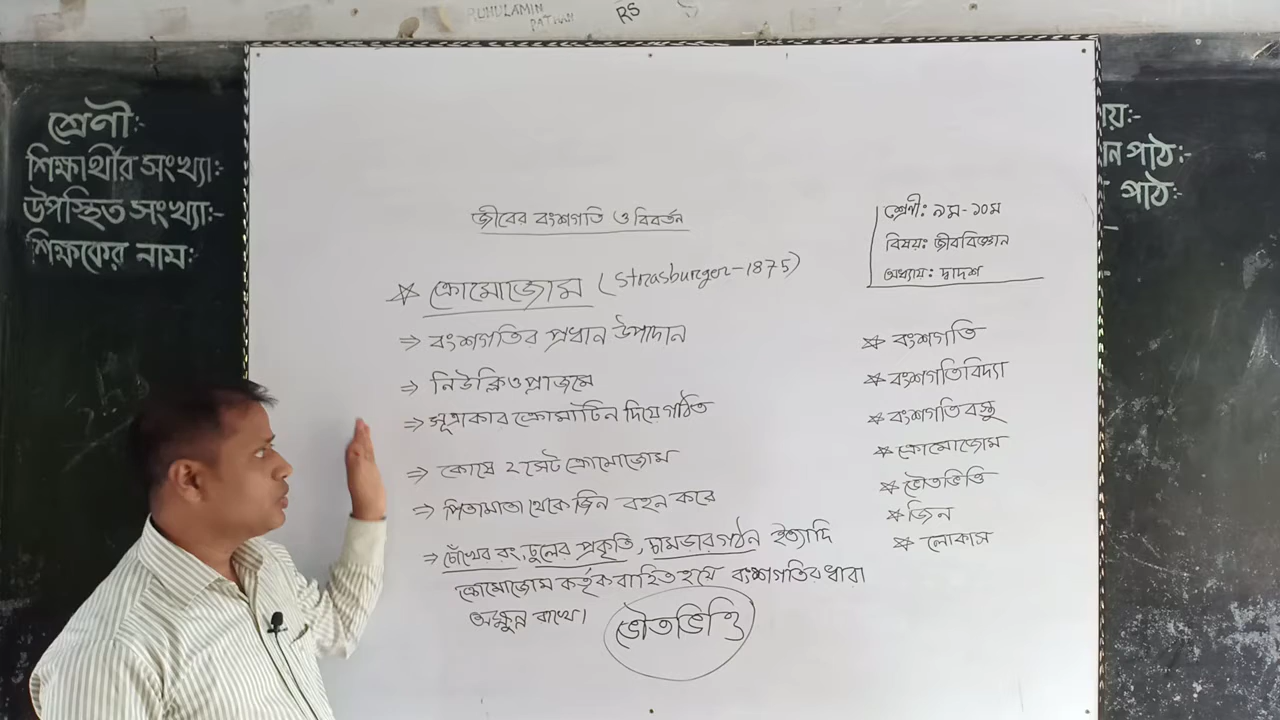 RUHULAMIN
PATHAN
RS
শ্রেণী:-
শিক্ষার্থীর সংখ্যা:-
উপস্থিত সংখ্যা:-
শিক্ষকের নাম:-
য়:-
ন পাঠ:-
পাঠ:-
জীবের বংশগতি ও বিবর্তন
শ্রেণী: ৯ম-১০ম
বিষয়: জীববিজ্ঞান
অধ্যায়: দ্বাদশ
ক্রোমোজোম (Strasburger-1875)
⇒ বংশগতির প্রধান উপাদান
⇒ নিউক্লিওপ্লাজমে
⇒ সূত্রাকার ক্রোমাটিন দিয়ে গঠিত
⇒ কোষে ২ সেট ক্রোমোজোম
⇒ পিতামাতা থেকে জিন বহন করে
⇒ চোঁখের রং, চুলের প্রকৃতি, চামড়ার গঠন ইত্যাদি
ক্রোমোজোম কর্তৃক বাহিত হয়ে বংশগতির ধারা
অক্ষুন্ন রাখে।
ভৌতভিত্তি
বংশগতি
বংশগতিবিদ্যা
বংশগতিবস্তু
ক্রোমোজোম
ভৌতভিত্তি
জিন
লোকাস